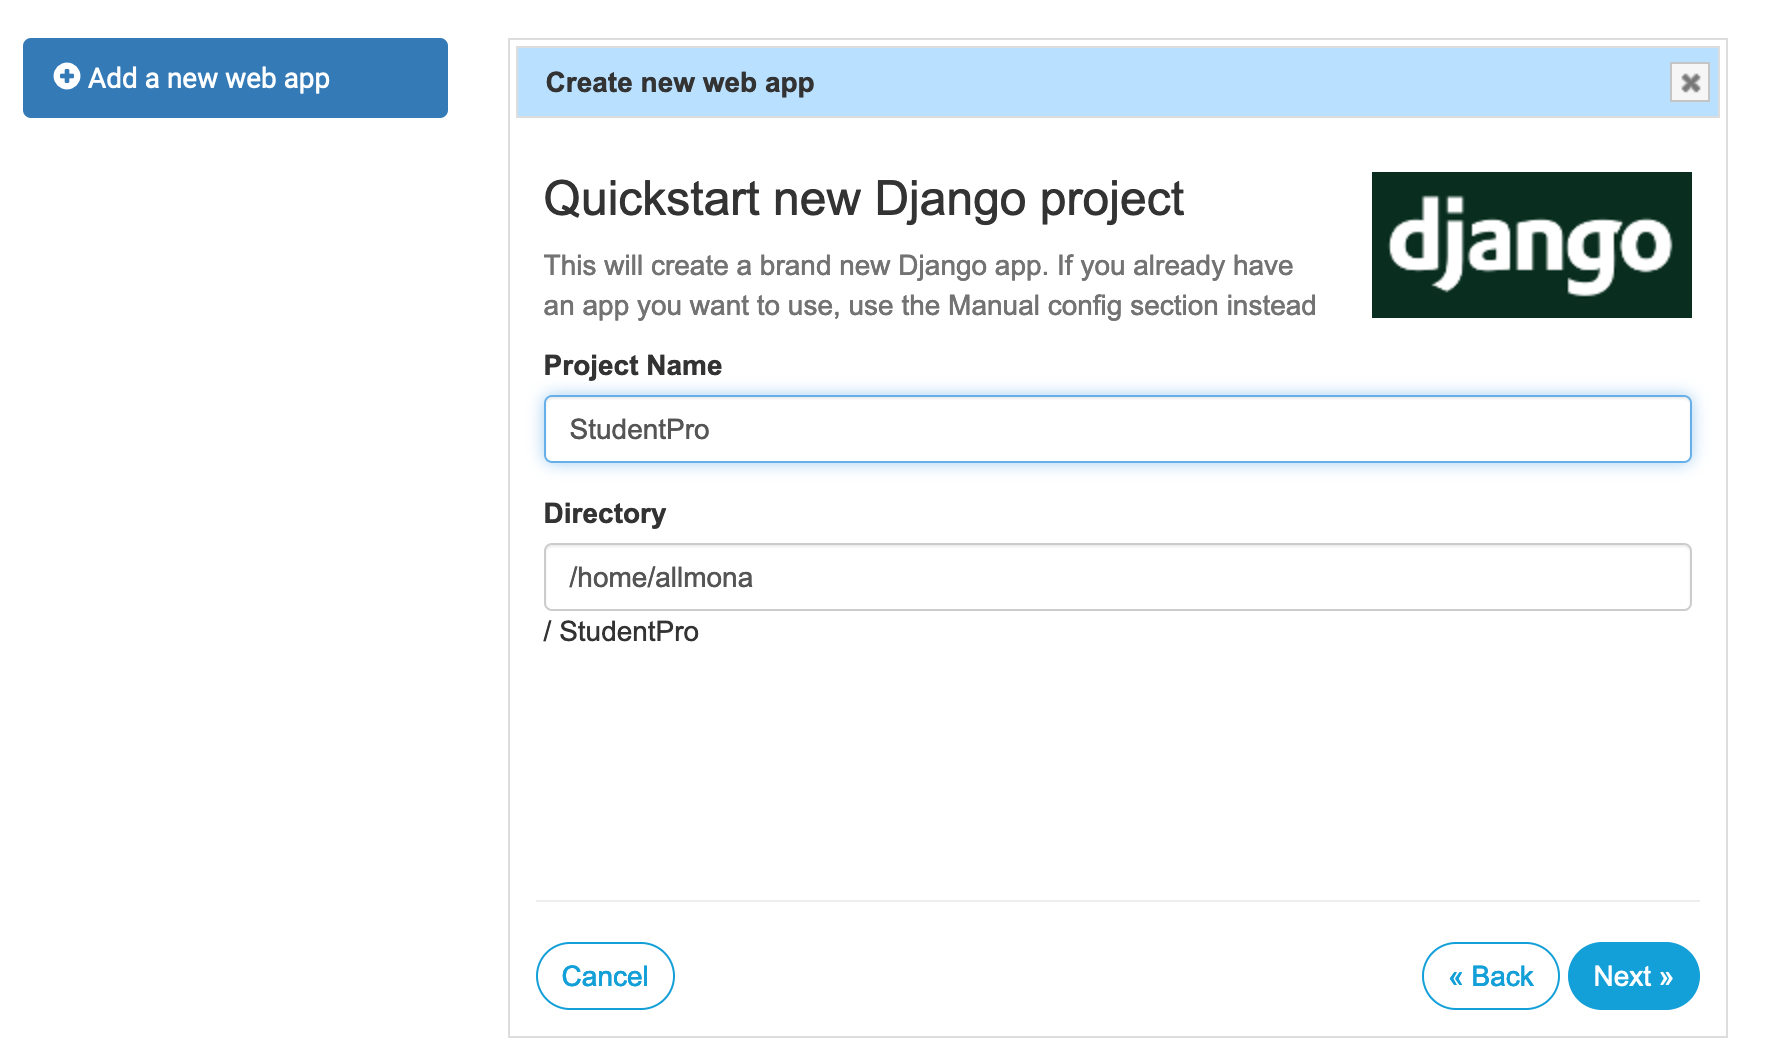 Add a new web app
Create new web app
Quickstart new Django project
django
This will create a brand new Django app. If you already have
an app you want to use, use the Manual config section instead
Project Name
StudentPro
Directory
/home/allmona
/ StudentPro
Cancel
« Back
Next »